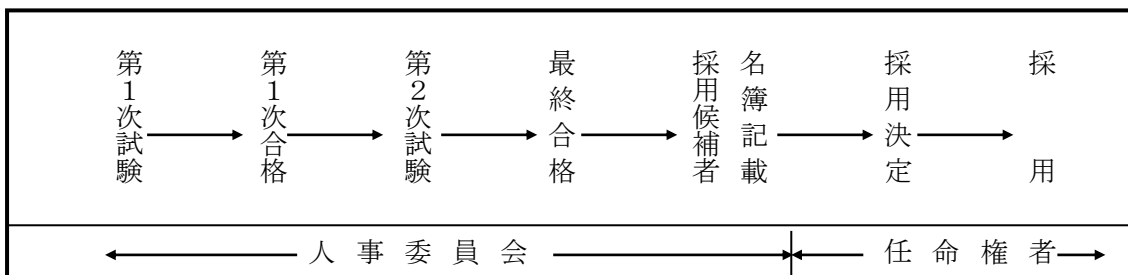 第１次試験
第１次合格
第２次試験
最終合格
採用候補者
名簿記載
採用決定
採用
人事委員会
任命権者